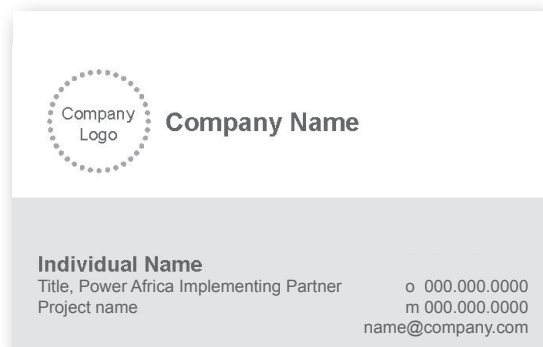 Company
Logo
Company Name
Individual Name
Title, Power Africa Implementing Partner
Project name
o 000.000.0000
m 000.000.0000
name@company.com